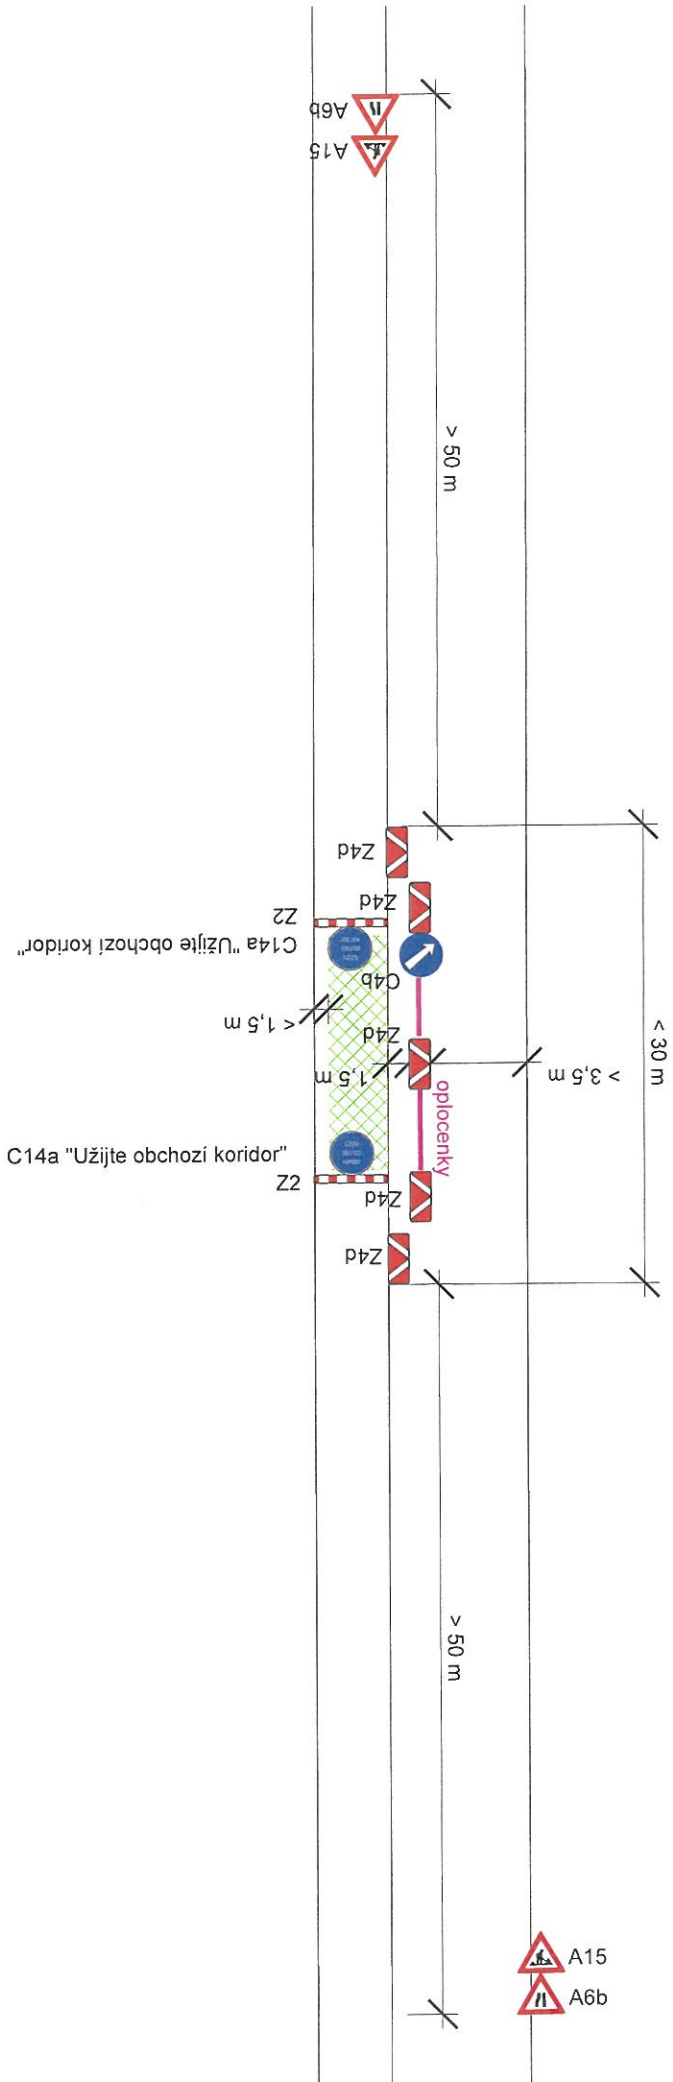 A6b
A15
> 50 m
Z4d
Z4d
Z2
C14a "Užijte obchozí koridor"
C4b
< 1,5 m
Z4d
1,5 m
> 3,5 m
< 30 m
oplocenky
C14a "Užijte obchozí koridor"
Z2
Z4d
Z4d
> 50 m
A15
A6b